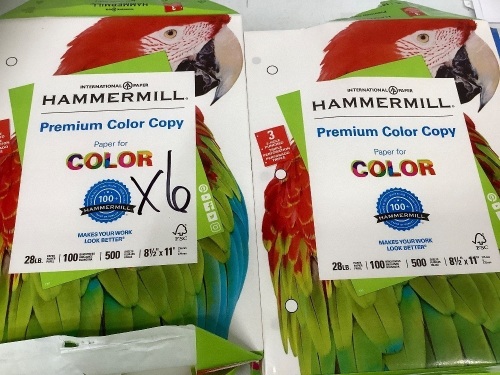 INTERNATIONAL PAPER
HAMMERMILL®
Premium Color Copy
Paper for
COLOR
100
HAMMERMILL
X6
MAKES YOUR WORK
LOOK BETTER®
FSC
28LB. 100 500 8½" x 11"
INTERNATIONAL PAPER
HAMMERMILL®
3
Premium Color Copy
Paper for
COLOR
100
HAMMERMILL
MAKES YOUR WORK
LOOK BETTER®
FSC
28LB. 100 500 8½" x 11"